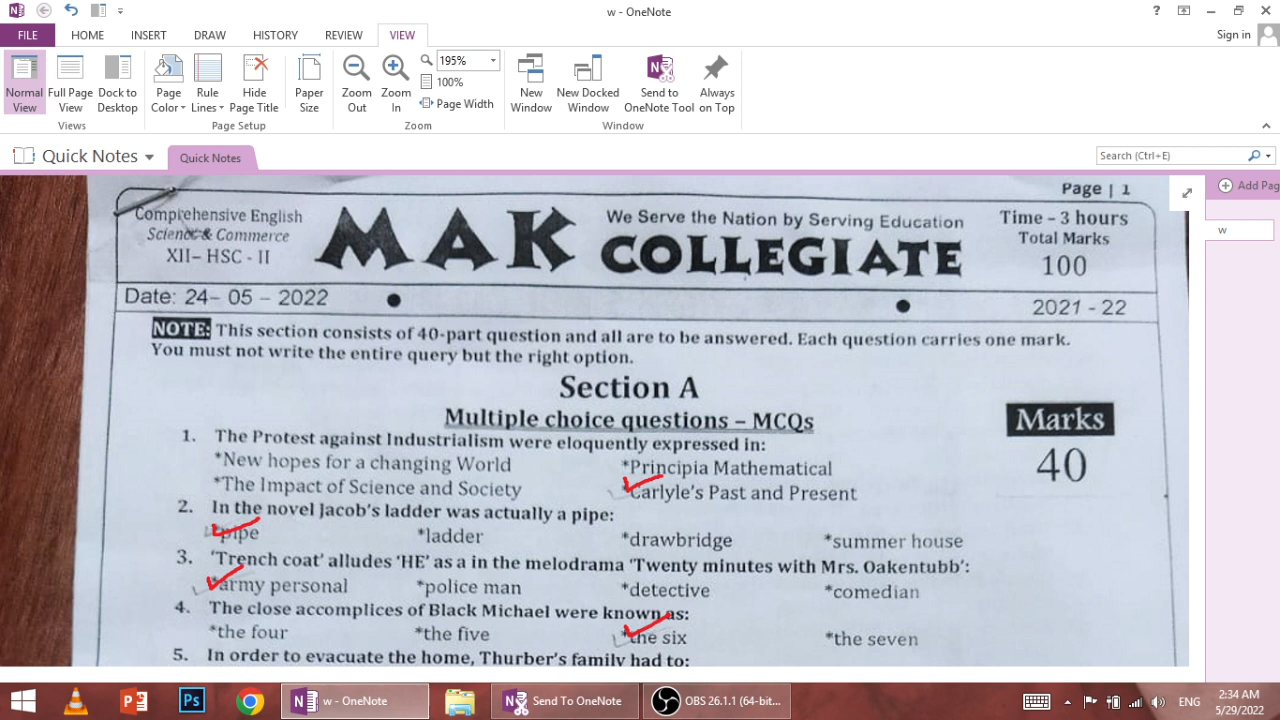 w - OneNote
FILE HOME INSERT DRAW HISTORY REVIEW VIEW Sign in
195%
100%
Page Width
Normal View
Full Page View
Dock to Desktop
Page Color
Rule Lines
Hide Page Title
Paper Size
Zoom Out
Zoom In
New Window
New Docked Window
Send to OneNote Tool
Always on Top
Views Page Setup Zoom Window
Quick Notes Quick Notes Search (Ctrl+E)
Add Pag
w
Page | 1
Comprehensive English
Science & Commerce
XII- HSC - II
MAK
We Serve the Nation by Serving Education
COLLEGIATE
Time - 3 hours
Total Marks
100
Date: 24- 05 - 2022 2021 - 22
NOTE: This section consists of 40-part question and all are to be answered. Each question carries one mark.
You must not write the entire query but the right option.
Section A
Multiple choice questions – MCQs
Marks
40
1. The Protest against Industrialism were eloquently expressed in:
*New hopes for a changing World *Principia Mathematical
*The Impact of Science and Society *Carlyle's Past and Present
2. In the novel Jacob's ladder was actually a pipe:
*pipe *ladder *drawbridge *summer house
3. 'Trench coat' alludes 'HE' as a in the melodrama 'Twenty minutes with Mrs. Oakentubb':
*army personal *police man *detective *comedian
4. The close accomplices of Black Michael were known as:
*the four *the five *the six *the seven
5. In order to evacuate the home, Thurber's family had to:
w - OneNote Send To OneNote OBS 26.1.1 (64-bit... ENG 2:34 AM
5/29/2022